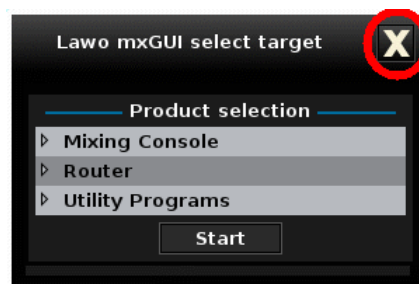 Lawo mxGUI select target X
Product selection
Mixing Console
Router
Utility Programs
Start